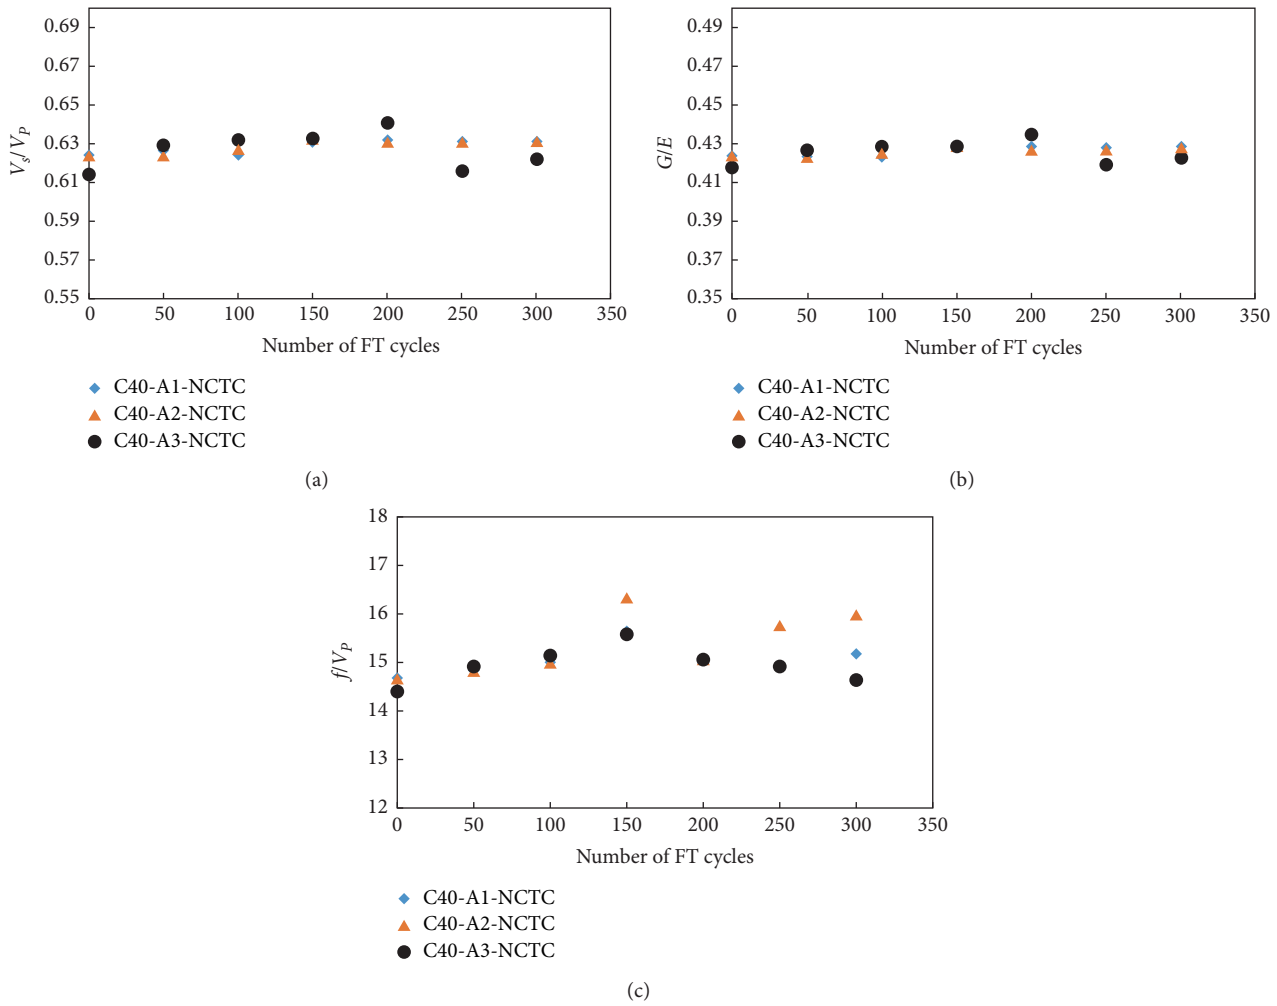 0.69
0.67
0.65
0.63
0.61
0.59
0.57
0.55
Vs/VP
0 50 100 150 200 250 300 350
Number of FT cycles
C40-A1-NCTC
C40-A2-NCTC
C40-A3-NCTC
(a)
0.49
0.47
0.45
0.43
0.41
0.39
0.37
0.35
G/E
0 50 100 150 200 250 300 350
Number of FT cycles
C40-A1-NCTC
C40-A2-NCTC
C40-A3-NCTC
(b)
18
17
16
15
14
13
12
f/VP
0 50 100 150 200 250 300 350
Number of FT cycles
C40-A1-NCTC
C40-A2-NCTC
C40-A3-NCTC
(c)